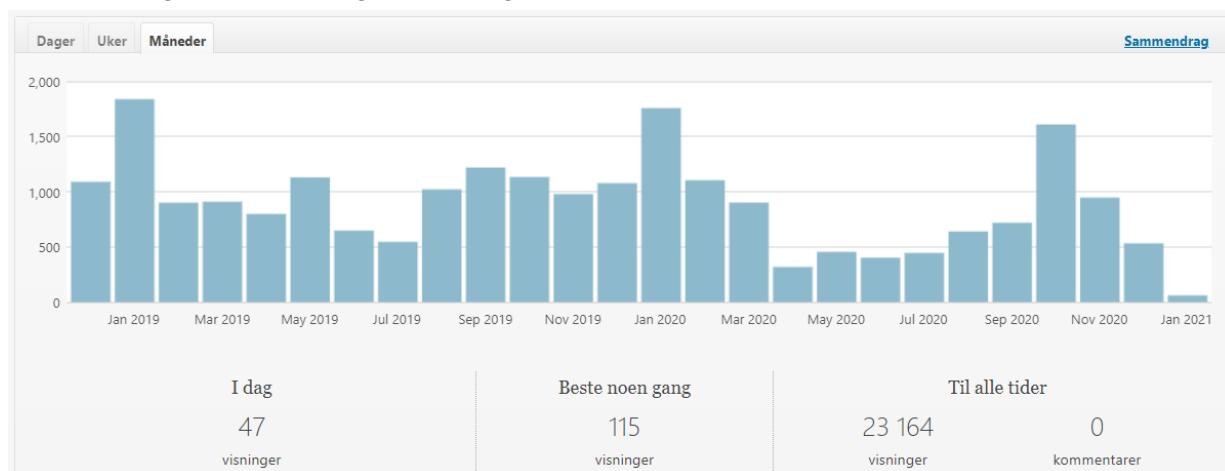 Dager Uker Måneder Sammendrag
2,000
1,500
1,000
500
0
Jan 2019 Mar 2019 May 2019 Jul 2019 Sep 2019 Nov 2019 Jan 2020 Mar 2020 May 2020 Jul 2020 Sep 2020 Nov 2020 Jan 2021
I dag Beste noen gang Til alle tider
47 115 23 164 0
visninger visninger visninger kommentarer